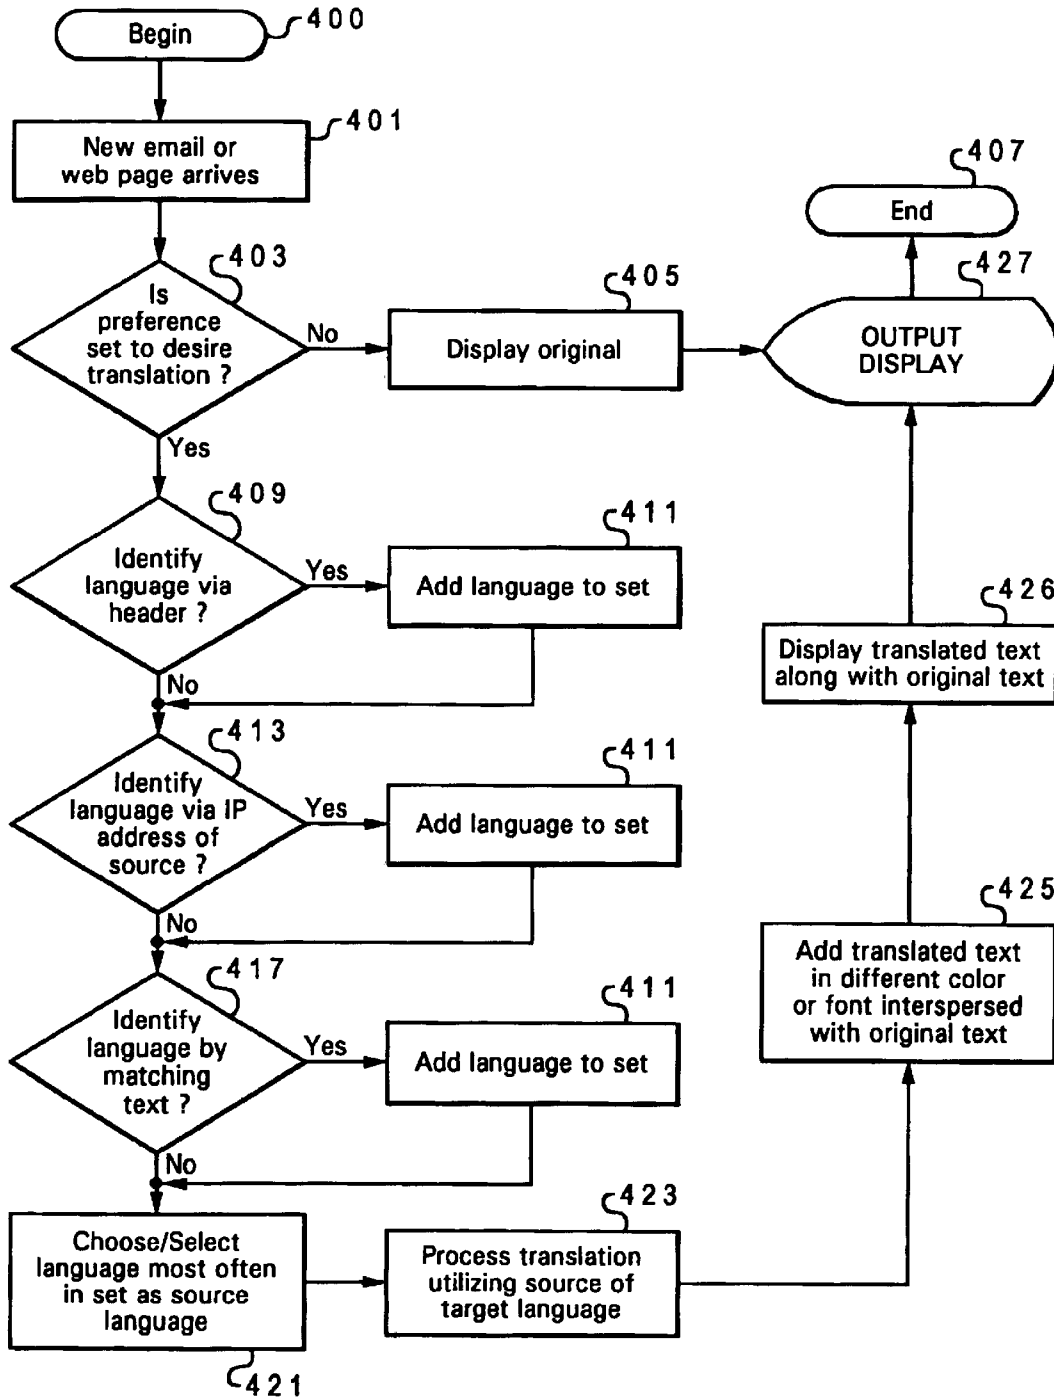 Begin
400
New email or
web page arrives
401
Is
preference
set to desire
translation ?
403
No
Yes
Display original
405
OUTPUT
DISPLAY
427
End
407
Identify
language via
header ?
409
Yes
No
Add language to set
411
Identify
language via IP
address of
source ?
413
Yes
No
Add language to set
411
Identify
language by
matching
text ?
417
Yes
No
Add language to set
411
Choose/Select
language most often
in set as source
language
421
Process translation
utilizing source of
target language
423
Add translated text
in different color
or font interspersed
with original text
425
Display translated text
along with original text
426